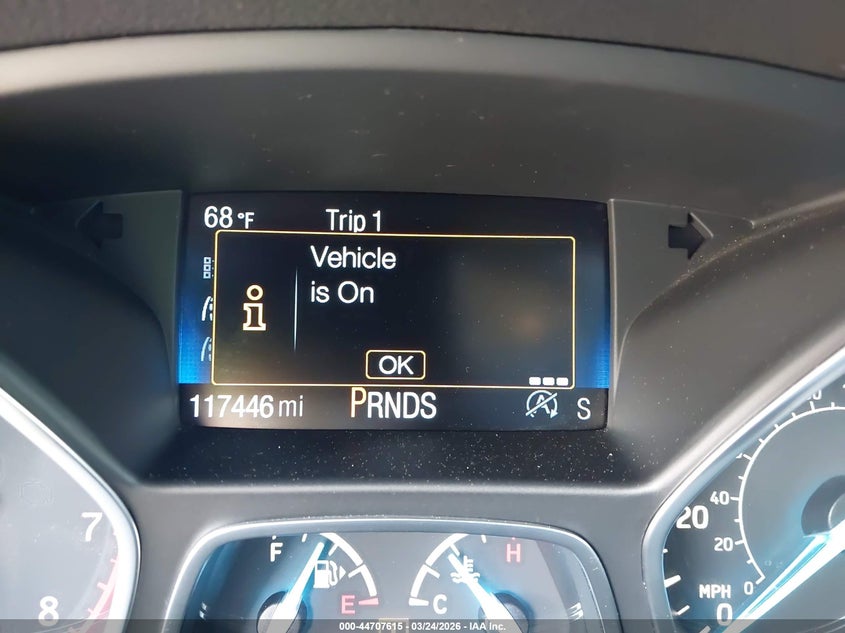 68 °F Trip 1
Vehicle
is On
OK
117446 mi PRNDS S
7
8
F E
H C
20
0
40
20
0
MPH
000-44707615 - 03/24/2026 - IAA Inc.